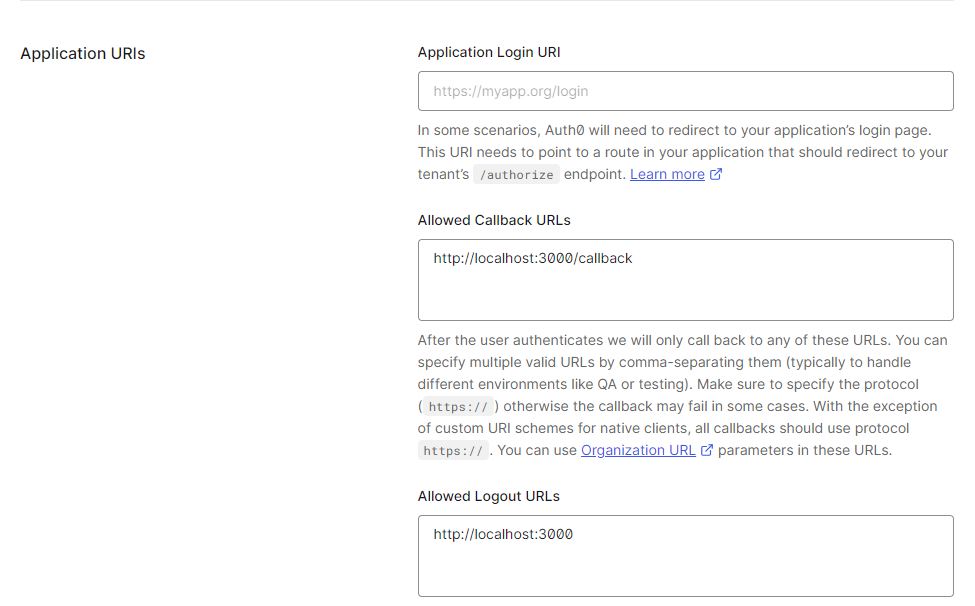 Application URIs
Application Login URI
https://myapp.org/login
In some scenarios, Auth0 will need to redirect to your application’s login page.
This URI needs to point to a route in your application that should redirect to your
tenant’s /authorize endpoint. Learn more
Allowed Callback URLs
http://localhost:3000/callback
After the user authenticates we will only call back to any of these URLs. You can
specify multiple valid URLs by comma-separating them (typically to handle
different environments like QA or testing). Make sure to specify the protocol
( https:// ) otherwise the callback may fail in some cases. With the exception
of custom URI schemes for native clients, all callbacks should use protocol
https:// . You can use Organization URL parameters in these URLs.
Allowed Logout URLs
http://localhost:3000